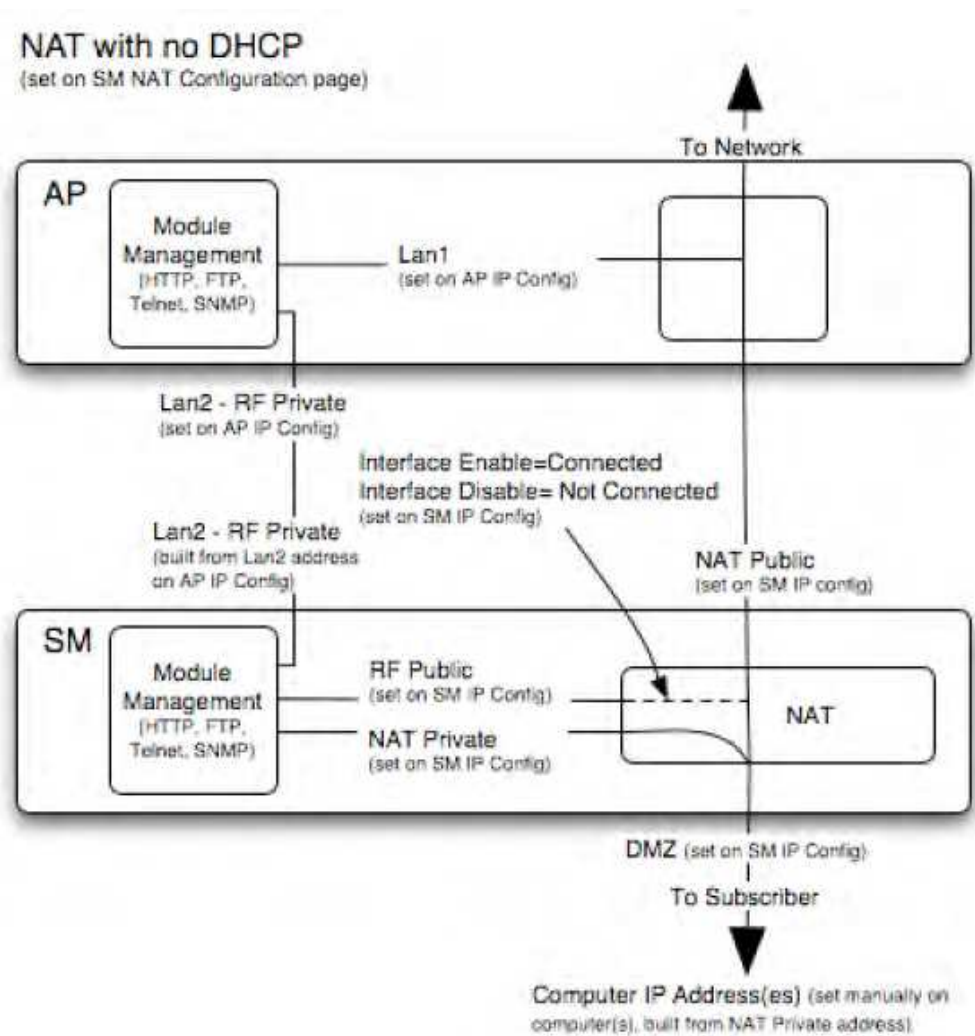 NAT with no DHCP
(set on SM NAT Configuration page)
To Network
AP
Module
Management
(HTTP, FTP,
Telnet, SNMP)
Lan1
(set on AP IP Config)
Lan2 - RF Private
(set on AP IP Config)
Interface Enable=Connected
Interface Disable= Not Connected
(set on SM IP Config)
Lan2 - RF Private
(built from Lan2 address
on AP IP Config)
NAT Public
(set on SM IP config)
SM
Module
Management
(HTTP, FTP,
Telnet, SNMP)
RF Public
(set on SM IP Config)
NAT Private
(set on SM IP Config)
NAT
DMZ (set on SM IP Config)
To Subscriber
Computer IP Address(es) (set manually on
computer(s), built from NAT Private address)